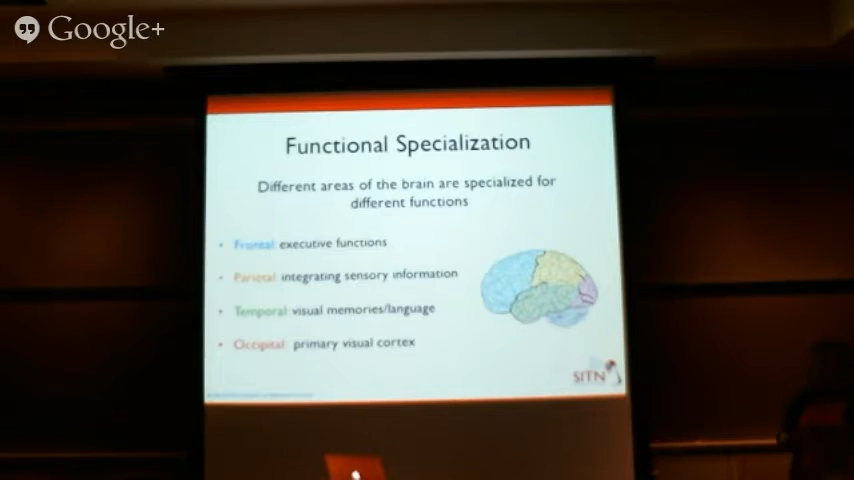 Google+
Functional Specialization
Different areas of the brain are specialized for
different functions
• Frontal: executive functions
• Parietal: integrating sensory information
• Temporal: visual memories/language
• Occipital: primary visual cortex
SITN